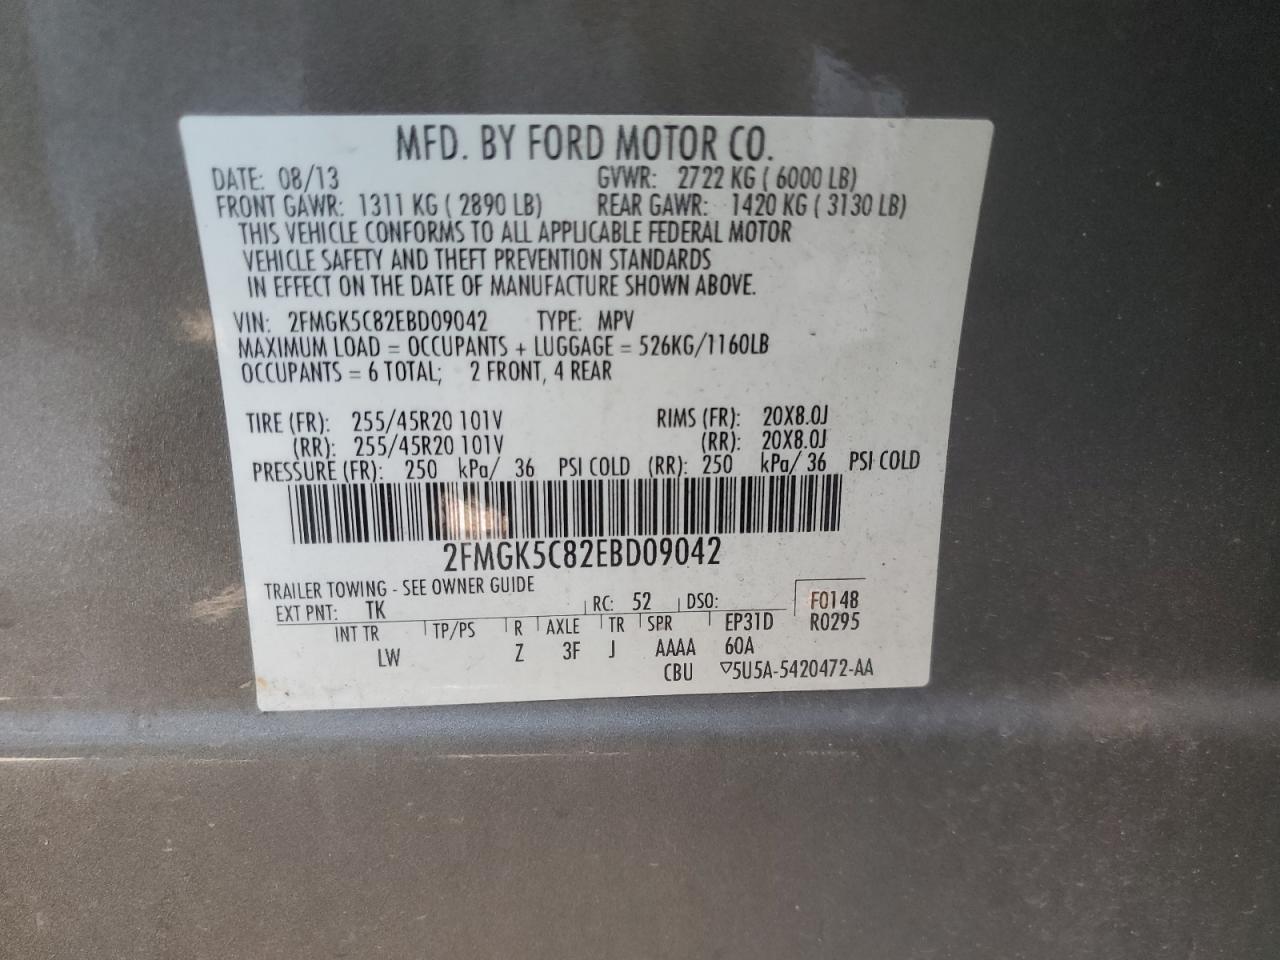 MFD. BY FORD MOTOR CO.
DATE: 08/13 GVWR: 2722 KG ( 6000 LB)
FRONT GAWR: 1311 KG ( 2890 LB) REAR GAWR: 1420 KG ( 3130 LB)
THIS VEHICLE CONFORMS TO ALL APPLICABLE FEDERAL MOTOR
VEHICLE SAFETY AND THEFT PREVENTION STANDARDS
IN EFFECT ON THE DATE OF MANUFACTURE SHOWN ABOVE.
VIN: 2FMGK5C82EBD09042 TYPE: MPV
MAXIMUM LOAD = OCCUPANTS + LUGGAGE = 526KG/1160LB
OCCUPANTS = 6 TOTAL; 2 FRONT, 4 REAR
TIRE (FR): 255/45R20 101V RIMS (FR): 20X8.0J
(RR): 255/45R20 101V (RR): 20X8.0J
PRESSURE (FR): 250 kPa/ 36 PSI COLD (RR): 250 kPa/ 36 PSI COLD
2FMGK5C82EBD09042
TRAILER TOWING - SEE OWNER GUIDE
EXT PNT: TK RC: 52 DSO: F0148
INT TR TP/PS R AXLE TR SPR EP31D R0295
LW Z 3F J AAAA 60A
CBU ▽5U5A-5420472-AA